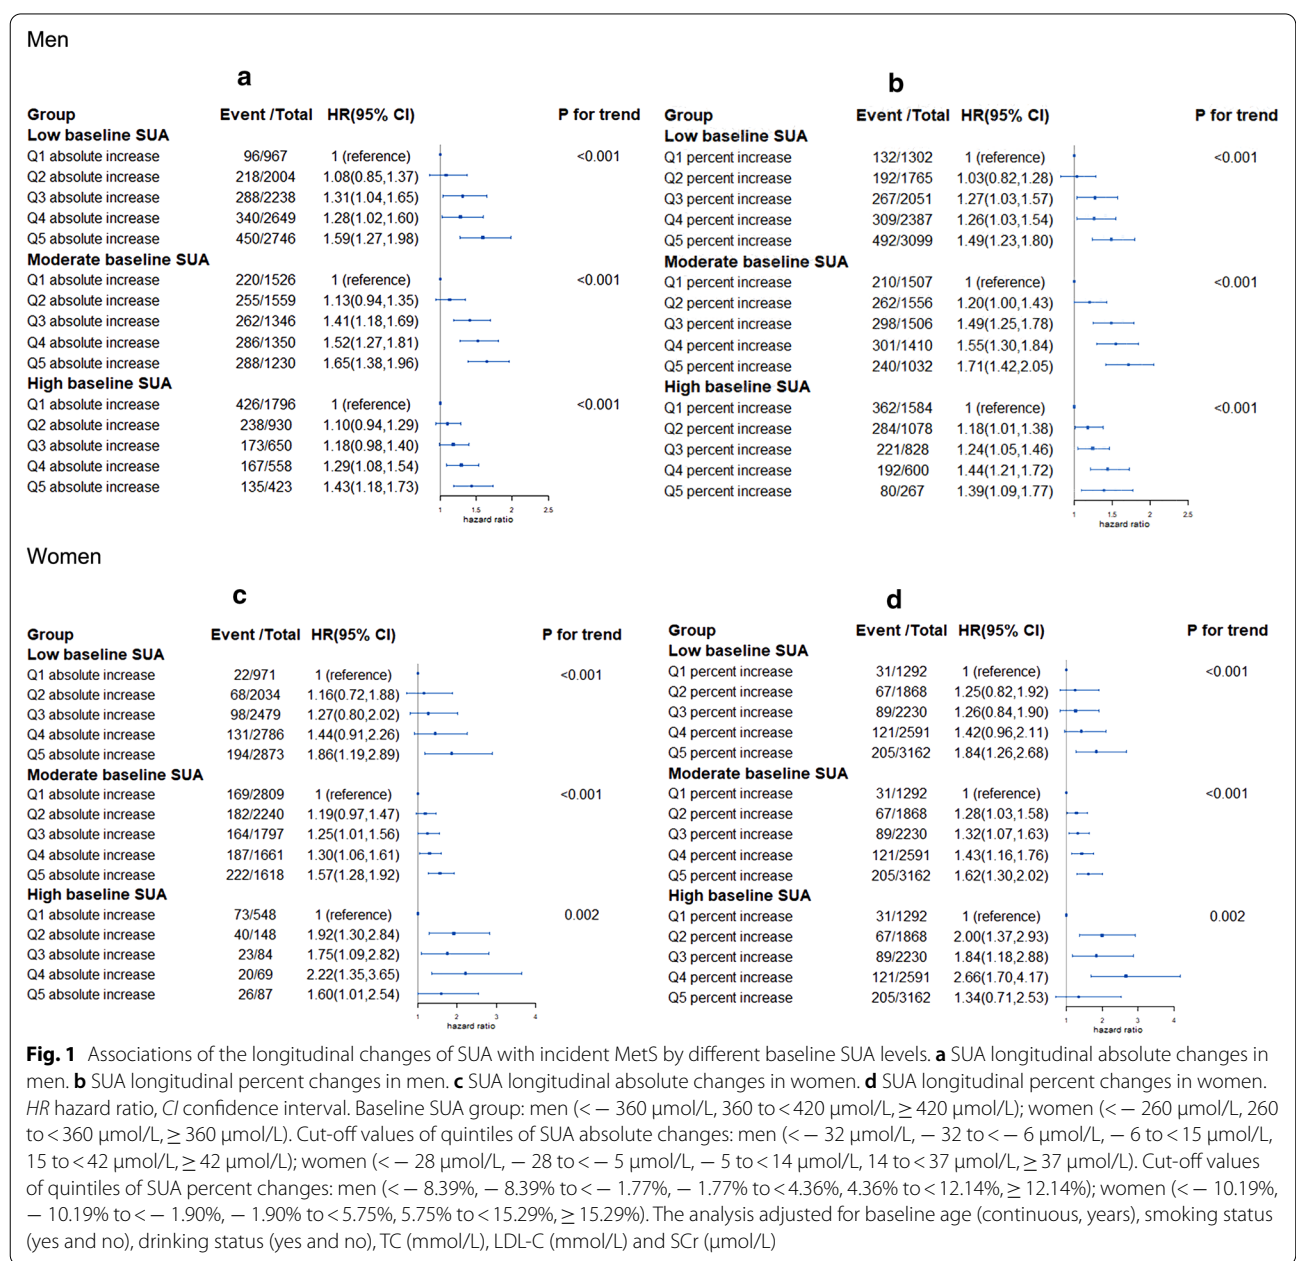 Men
a
Group Event /Total HR(95% CI) P for trend
Low baseline SUA
Q1 absolute increase 96/967 1 (reference) <0.001
Q2 absolute increase 218/2004 1.08(0.85,1.37)
Q3 absolute increase 288/2238 1.31(1.04,1.65)
Q4 absolute increase 340/2649 1.28(1.02,1.60)
Q5 absolute increase 450/2746 1.59(1.27,1.98)
Moderate baseline SUA
Q1 absolute increase 220/1526 1 (reference) <0.001
Q2 absolute increase 255/1559 1.13(0.94,1.35)
Q3 absolute increase 262/1346 1.41(1.18,1.69)
Q4 absolute increase 286/1350 1.52(1.27,1.81)
Q5 absolute increase 288/1230 1.65(1.38,1.96)
High baseline SUA
Q1 absolute increase 426/1796 1 (reference) <0.001
Q2 absolute increase 238/930 1.10(0.94,1.29)
Q3 absolute increase 173/650 1.18(0.98,1.40)
Q4 absolute increase 167/558 1.29(1.08,1.54)
Q5 absolute increase 135/423 1.43(1.18,1.73)
1 1.5 2 2.5
hazard ratio
b
Group Event /Total HR(95% CI) P for trend
Low baseline SUA
Q1 percent increase 132/1302 1 (reference) <0.001
Q2 percent increase 192/1765 1.03(0.82,1.28)
Q3 percent increase 267/2051 1.27(1.03,1.57)
Q4 percent increase 309/2387 1.26(1.03,1.54)
Q5 percent increase 492/3099 1.49(1.23,1.80)
Moderate baseline SUA
Q1 percent increase 210/1507 1 (reference) <0.001
Q2 percent increase 262/1556 1.20(1.00,1.43)
Q3 percent increase 298/1506 1.49(1.25,1.78)
Q4 percent increase 301/1410 1.55(1.30,1.84)
Q5 percent increase 240/1032 1.71(1.42,2.05)
High baseline SUA
Q1 percent increase 362/1584 1 (reference) <0.001
Q2 percent increase 284/1078 1.18(1.01,1.38)
Q3 percent increase 221/828 1.24(1.05,1.46)
Q4 percent increase 192/600 1.44(1.21,1.72)
Q5 percent increase 80/267 1.39(1.09,1.77)
1 1.5 2 2.5
hazard ratio
Women
c
Group Event /Total HR(95% CI) P for trend
Low baseline SUA
Q1 absolute increase 22/971 1 (reference) <0.001
Q2 absolute increase 68/2034 1.16(0.72,1.88)
Q3 absolute increase 98/2479 1.27(0.80,2.02)
Q4 absolute increase 131/2786 1.44(0.91,2.26)
Q5 absolute increase 194/2873 1.86(1.19,2.89)
Moderate baseline SUA
Q1 absolute increase 169/2809 1 (reference) <0.001
Q2 absolute increase 182/2240 1.19(0.97,1.47)
Q3 absolute increase 164/1797 1.25(1.01,1.56)
Q4 absolute increase 187/1661 1.30(1.06,1.61)
Q5 absolute increase 222/1618 1.57(1.28,1.92)
High baseline SUA
Q1 absolute increase 73/548 1 (reference) 0.002
Q2 absolute increase 40/148 1.92(1.30,2.84)
Q3 absolute increase 23/84 1.75(1.09,2.82)
Q4 absolute increase 20/69 2.22(1.35,3.65)
Q5 absolute increase 26/87 1.60(1.01,2.54)
1 2 3 4
hazard ratio
d
Group Event /Total HR(95% CI) P for trend
Low baseline SUA
Q1 percent increase 31/1292 1 (reference) <0.001
Q2 percent increase 67/1868 1.25(0.82,1.92)
Q3 percent increase 89/2230 1.26(0.84,1.90)
Q4 percent increase 121/2591 1.42(0.96,2.11)
Q5 percent increase 205/3162 1.84(1.26,2.68)
Moderate baseline SUA
Q1 percent increase 31/1292 1 (reference) <0.001
Q2 percent increase 67/1868 1.28(1.03,1.58)
Q3 percent increase 89/2230 1.32(1.07,1.63)
Q4 percent increase 121/2591 1.43(1.16,1.76)
Q5 percent increase 205/3162 1.62(1.30,2.02)
High baseline SUA
Q1 percent increase 31/1292 1 (reference) 0.002
Q2 percent increase 67/1868 2.00(1.37,2.93)
Q3 percent increase 89/2230 1.84(1.18,2.88)
Q4 percent increase 121/2591 2.66(1.70,4.17)
Q5 percent increase 205/3162 1.34(0.71,2.53)
1 2 3 4
hazard ratio
Fig. 1 Associations of the longitudinal changes of SUA with incident MetS by different baseline SUA levels. a SUA longitudinal absolute changes in
men. b SUA longitudinal percent changes in men. c SUA longitudinal absolute changes in women. d SUA longitudinal percent changes in women.
HR hazard ratio, CI confidence interval. Baseline SUA group: men (< − 360 μmol/L, 360 to < 420 μmol/L, ≥ 420 μmol/L); women (< − 260 μmol/L, 260
to < 360 μmol/L, ≥ 360 μmol/L). Cut-off values of quintiles of SUA absolute changes: men (< − 32 μmol/L, − 32 to < − 6 μmol/L, − 6 to < 15 μmol/L,
15 to < 42 μmol/L, ≥ 42 μmol/L); women (< − 28 μmol/L, − 28 to < − 5 μmol/L, − 5 to < 14 μmol/L, 14 to < 37 μmol/L, ≥ 37 μmol/L). Cut-off values
of quintiles of SUA percent changes: men (< − 8.39%, − 8.39% to < − 1.77%, − 1.77% to < 4.36%, 4.36% to < 12.14%, ≥ 12.14%); women (< − 10.19%,
− 10.19% to < − 1.90%, − 1.90% to < 5.75%, 5.75% to < 15.29%, ≥ 15.29%). The analysis adjusted for baseline age (continuous, years), smoking status
(yes and no), drinking status (yes and no), TC (mmol/L), LDL-C (mmol/L) and SCr (μmol/L)